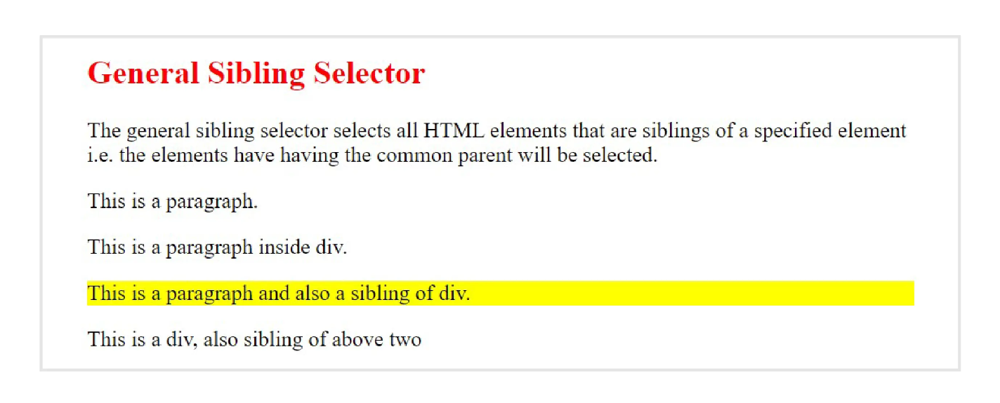 General Sibling Selector
The general sibling selector selects all HTML elements that are siblings of a specified element
i.e. the elements have having the common parent will be selected.
This is a paragraph.
This is a paragraph inside div.
This is a paragraph and also a sibling of div.
This is a div, also sibling of above two